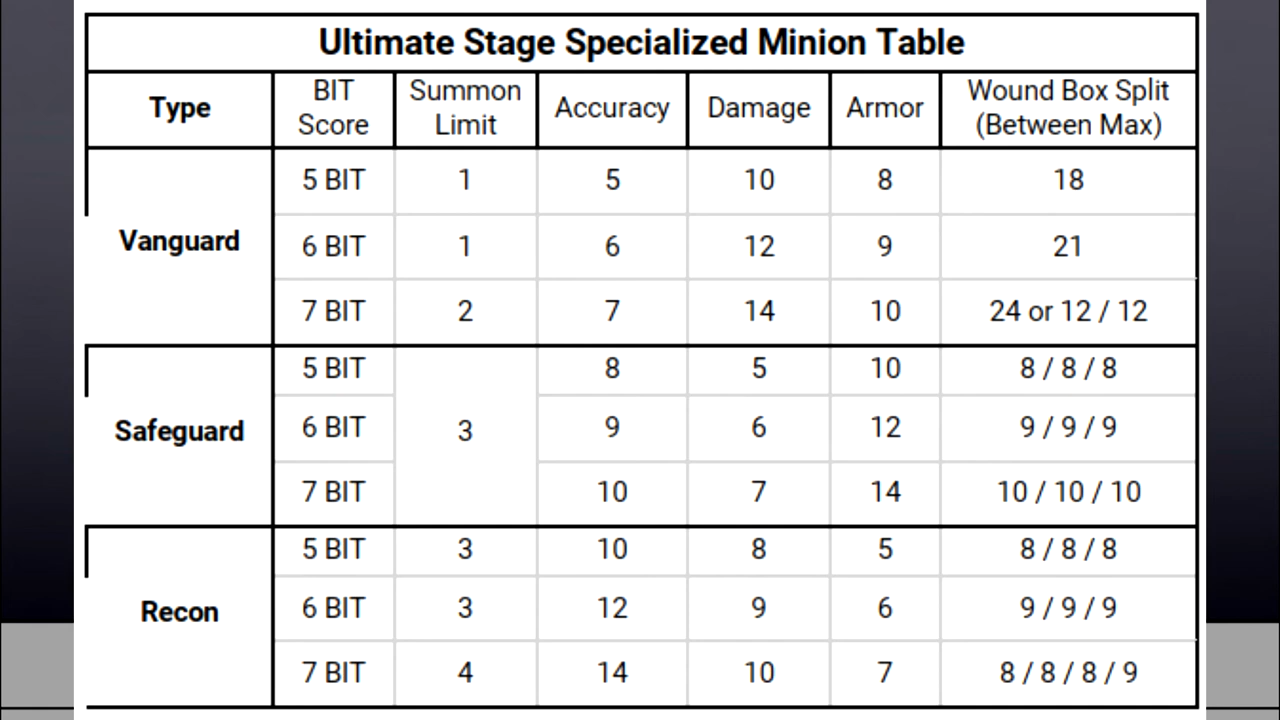 Ultimate Stage Specialized Minion Table
Type BIT Score Summon Limit Accuracy Damage Armor Wound Box Split (Between Max)
Vanguard
5 BIT 1 5 10 8 18
6 BIT 1 6 12 9 21
7 BIT 2 7 14 10 24 or 12 / 12
Safeguard 3
5 BIT 8 5 10 8 / 8 / 8
6 BIT 9 6 12 9 / 9 / 9
7 BIT 10 7 14 10 / 10 / 10
Recon
5 BIT 3 10 8 5 8 / 8 / 8
6 BIT 3 12 9 6 9 / 9 / 9
7 BIT 4 14 10 7 8 / 8 / 8 / 9